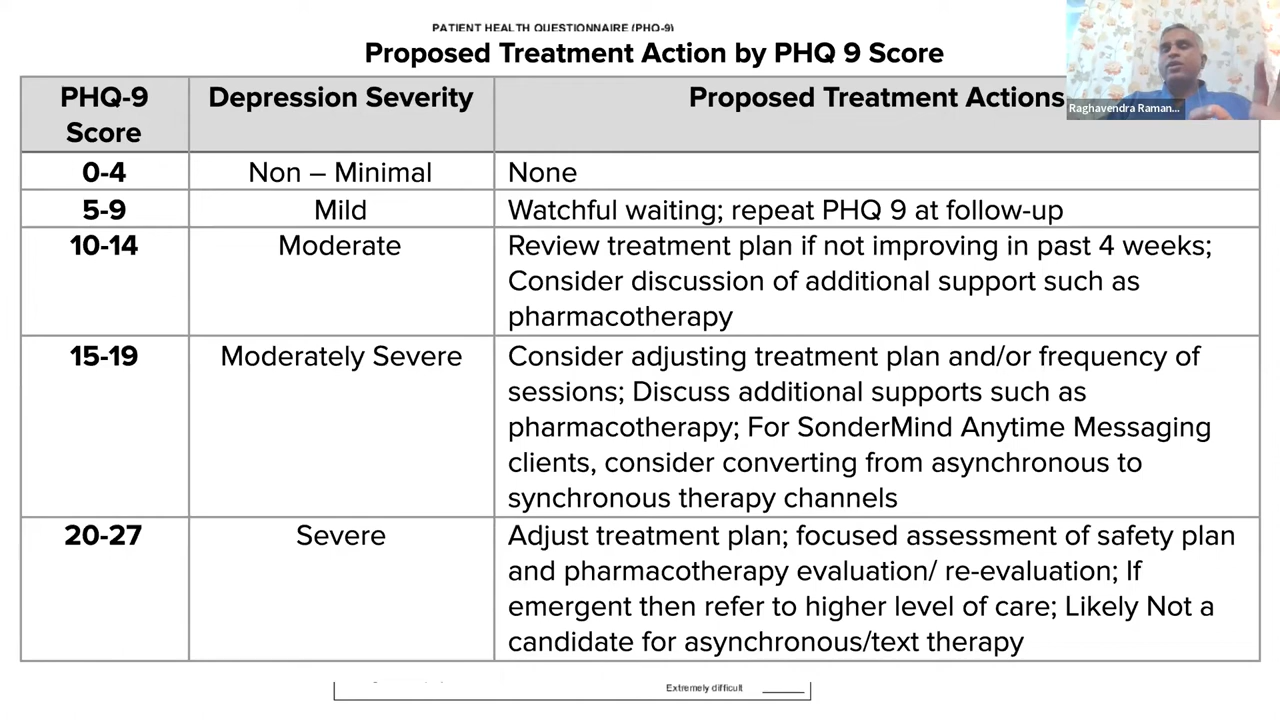 PATIENT HEALTH QUESTIONNAIRE (PHQ-9)
Proposed Treatment Action by PHQ 9 Score
PHQ-9
Score
Depression Severity
Proposed Treatment Actions
Raghavendra Raman...
0-4
Non – Minimal
None
5-9
Mild
Watchful waiting; repeat PHQ 9 at follow-up
10-14
Moderate
Review treatment plan if not improving in past 4 weeks;
Consider discussion of additional support such as
pharmacotherapy
15-19
Moderately Severe
Consider adjusting treatment plan and/or frequency of
sessions; Discuss additional supports such as
pharmacotherapy; For SonderMind Anytime Messaging
clients, consider converting from asynchronous to
synchronous therapy channels
20-27
Severe
Adjust treatment plan; focused assessment of safety plan
and pharmacotherapy evaluation/ re-evaluation; If
emergent then refer to higher level of care; Likely Not a
candidate for asynchronous/text therapy
Extremely difficult